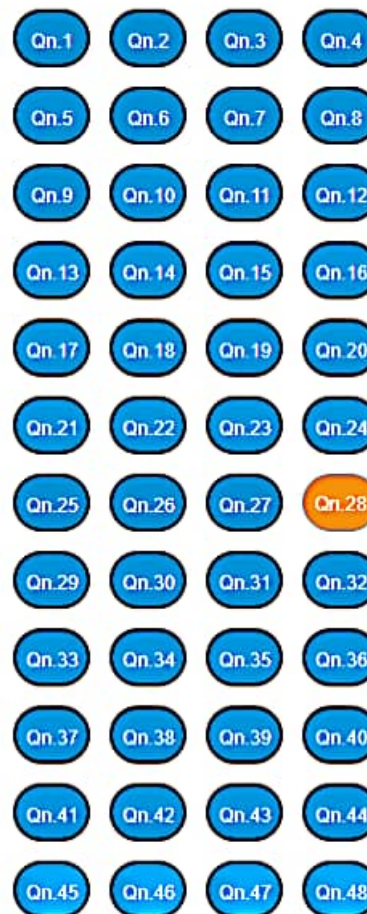 Qn.1 Qn.2 Qn.3 Qn.4
Qn.5 Qn.6 Qn.7 Qn.8
Qn.9 Qn.10 Qn.11 Qn.12
Qn.13 Qn.14 Qn.15 Qn.16
Qn.17 Qn.18 Qn.19 Qn.20
Qn.21 Qn.22 Qn.23 Qn.24
Qn.25 Qn.26 Qn.27 Qn.28
Qn.29 Qn.30 Qn.31 Qn.32
Qn.33 Qn.34 Qn.35 Qn.36
Qn.37 Qn.38 Qn.39 Qn.40
Qn.41 Qn.42 Qn.43 Qn.44
Qn.45 Qn.46 Qn.47 Qn.48